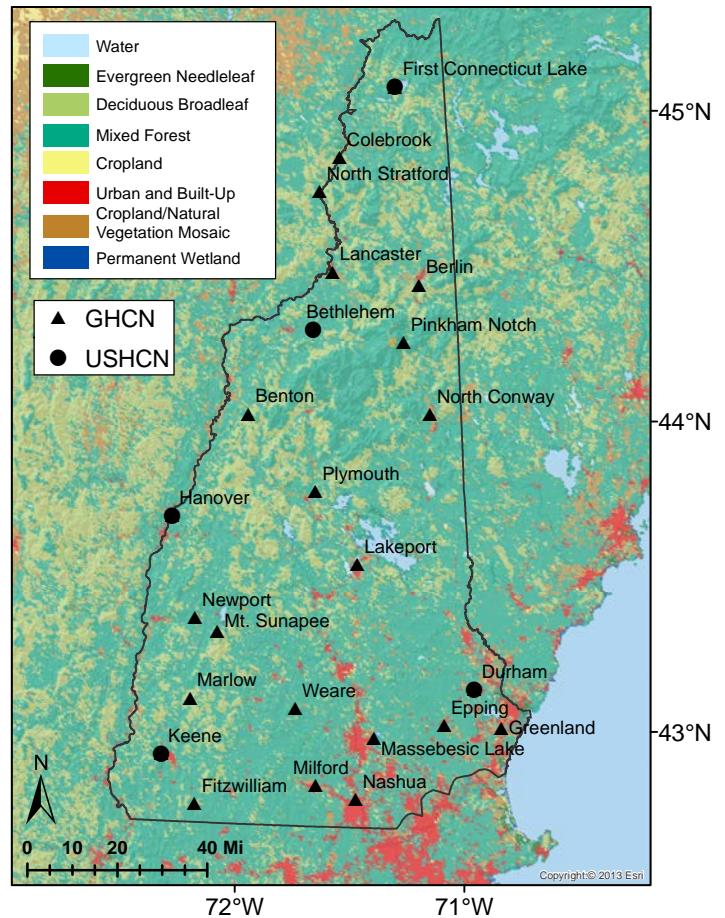 Water
Evergreen Needleleaf
Deciduous Broadleaf
Mixed Forest
Cropland
Urban and Built-Up
Cropland/Natural
Vegetation Mosaic
Permanent Wetland
GHCN
USHCN
First Connecticut Lake
45°N
Colebrook
North Stratford
Lancaster
Berlin
Bethlehem
Pinkham Notch
Benton
North Conway
44°N
Plymouth
Hanover
Lakeport
Newport
Mt. Sunapee
Durham
Marlow
Weare
Epping
Greenland
43°N
Keene
Massebesic Lake
N
Milford
Fitzwilliam
Nashua
0 10 20 40 Mi
Copyright:© 2013 Esri
72°W
71°W